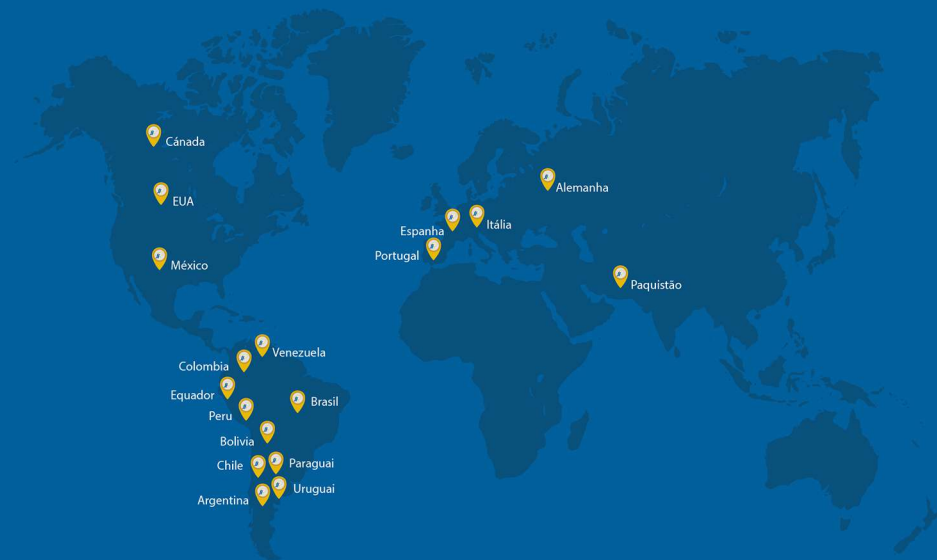 Cánada
EUA
México
Alemanha
Itália
Espanha
Portugal
Paquistão
Venezuela
Colombia
Equador
Brasil
Peru
Bolivia
Chile
Paraguai
Uruguai
Argentina